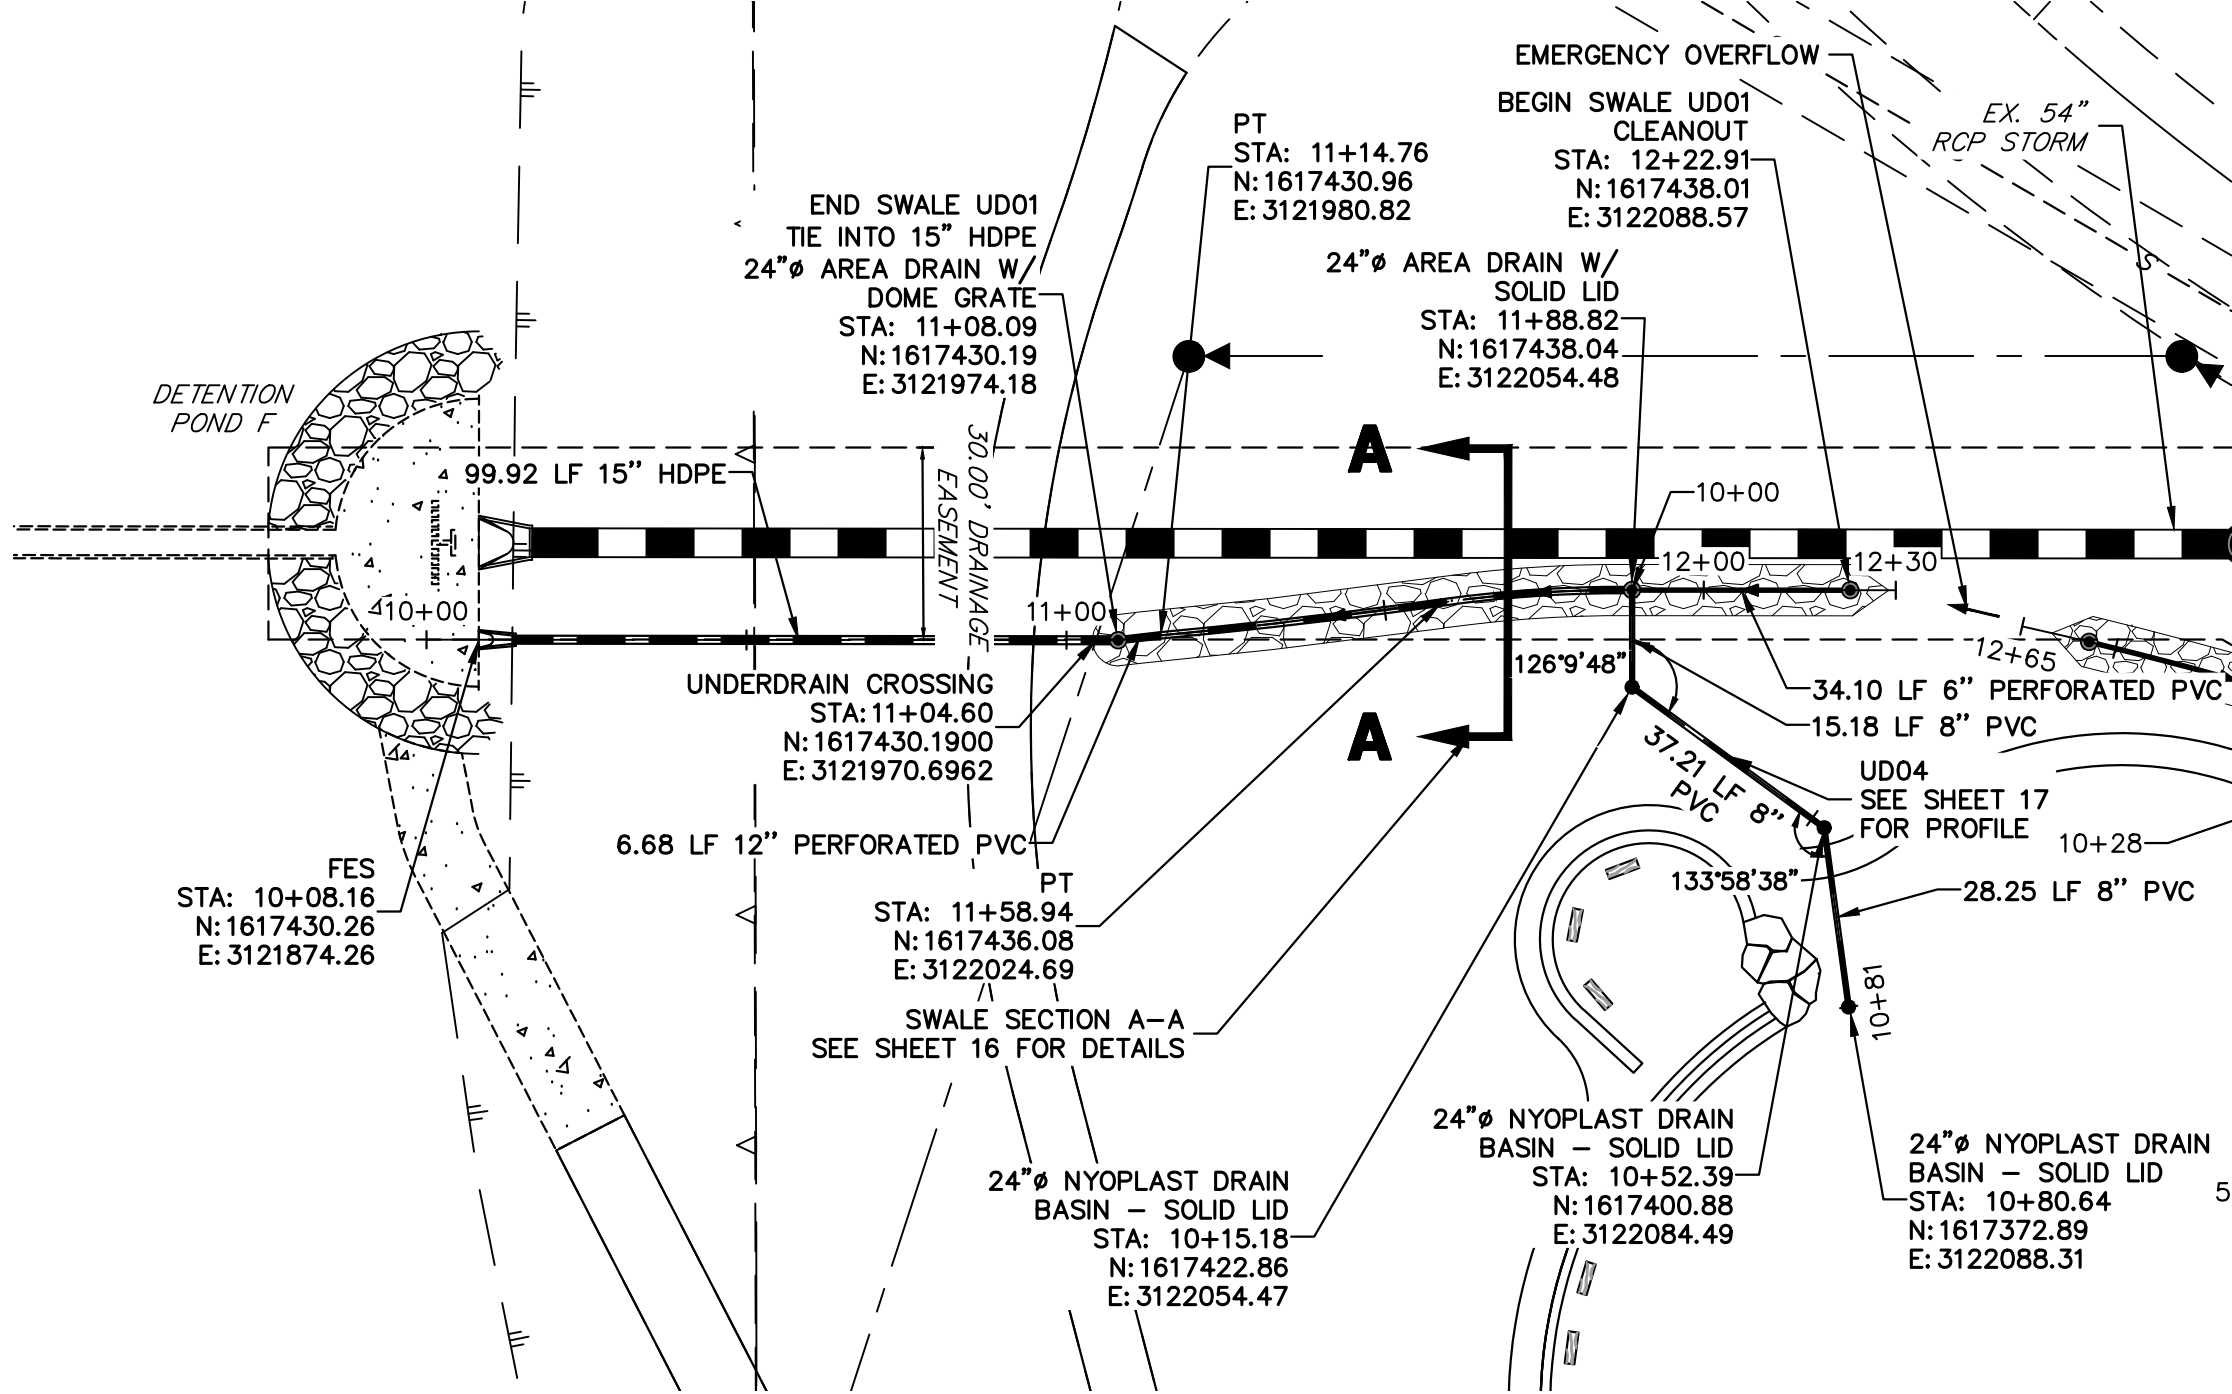 EMERGENCY OVERFLOW
BEGIN SWALE UD01
CLEANOUT
STA: 12+22.91
N:1617438.01
E:3122088.57
EX. 54"
RCP STORM
PT
STA: 11+14.76
N:1617430.96
E:3121980.82
END SWALE UD01
TIE INTO 15" HDPE
24"ø AREA DRAIN W/
DOME GRATE
STA: 11+08.09
N:1617430.19
E:3121974.18
24"ø AREA DRAIN W/
SOLID LID
STA: 11+88.82
N:1617438.04
E:3122054.48
S
DETENTION
POND F
30.00' DRAINAGE
EASEMENT
99.92 LF 15" HDPE
A
10+00
12+00
12+30
10+00
11+00
12+65
126°9'48"
UNDERDRAIN CROSSING
STA:11+04.60
N:1617430.1900
E:3121970.6962
A
34.10 LF 6" PERFORATED PVC
15.18 LF 8" PVC
37.21 LF 8"
PVC
UD04
SEE SHEET 17
FOR PROFILE
10+28
6.68 LF 12" PERFORATED PVC
133°58'38"
28.25 LF 8" PVC
FES
STA: 10+08.16
N:1617430.26
E:3121874.26
PT
STA: 11+58.94
N:1617436.08
E:3122024.69
10+81
SWALE SECTION A-A
SEE SHEET 16 FOR DETAILS
24"ø NYOPLAST DRAIN
BASIN - SOLID LID
STA: 10+15.18
N:1617422.86
E:3122054.47
24"ø NYOPLAST DRAIN
BASIN - SOLID LID
STA: 10+52.39
N:1617400.88
E:3122084.49
24"ø NYOPLAST DRAIN
BASIN - SOLID LID
STA: 10+80.64
N:1617372.89
E:3122088.31
5